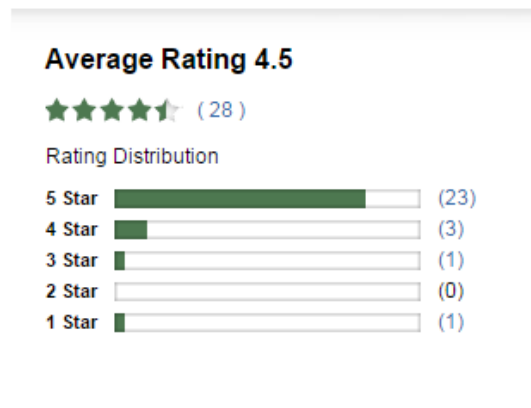 Average Rating 4.5
( 28 )
Rating Distribution
5 Star (23)
4 Star (3)
3 Star (1)
2 Star (0)
1 Star (1)